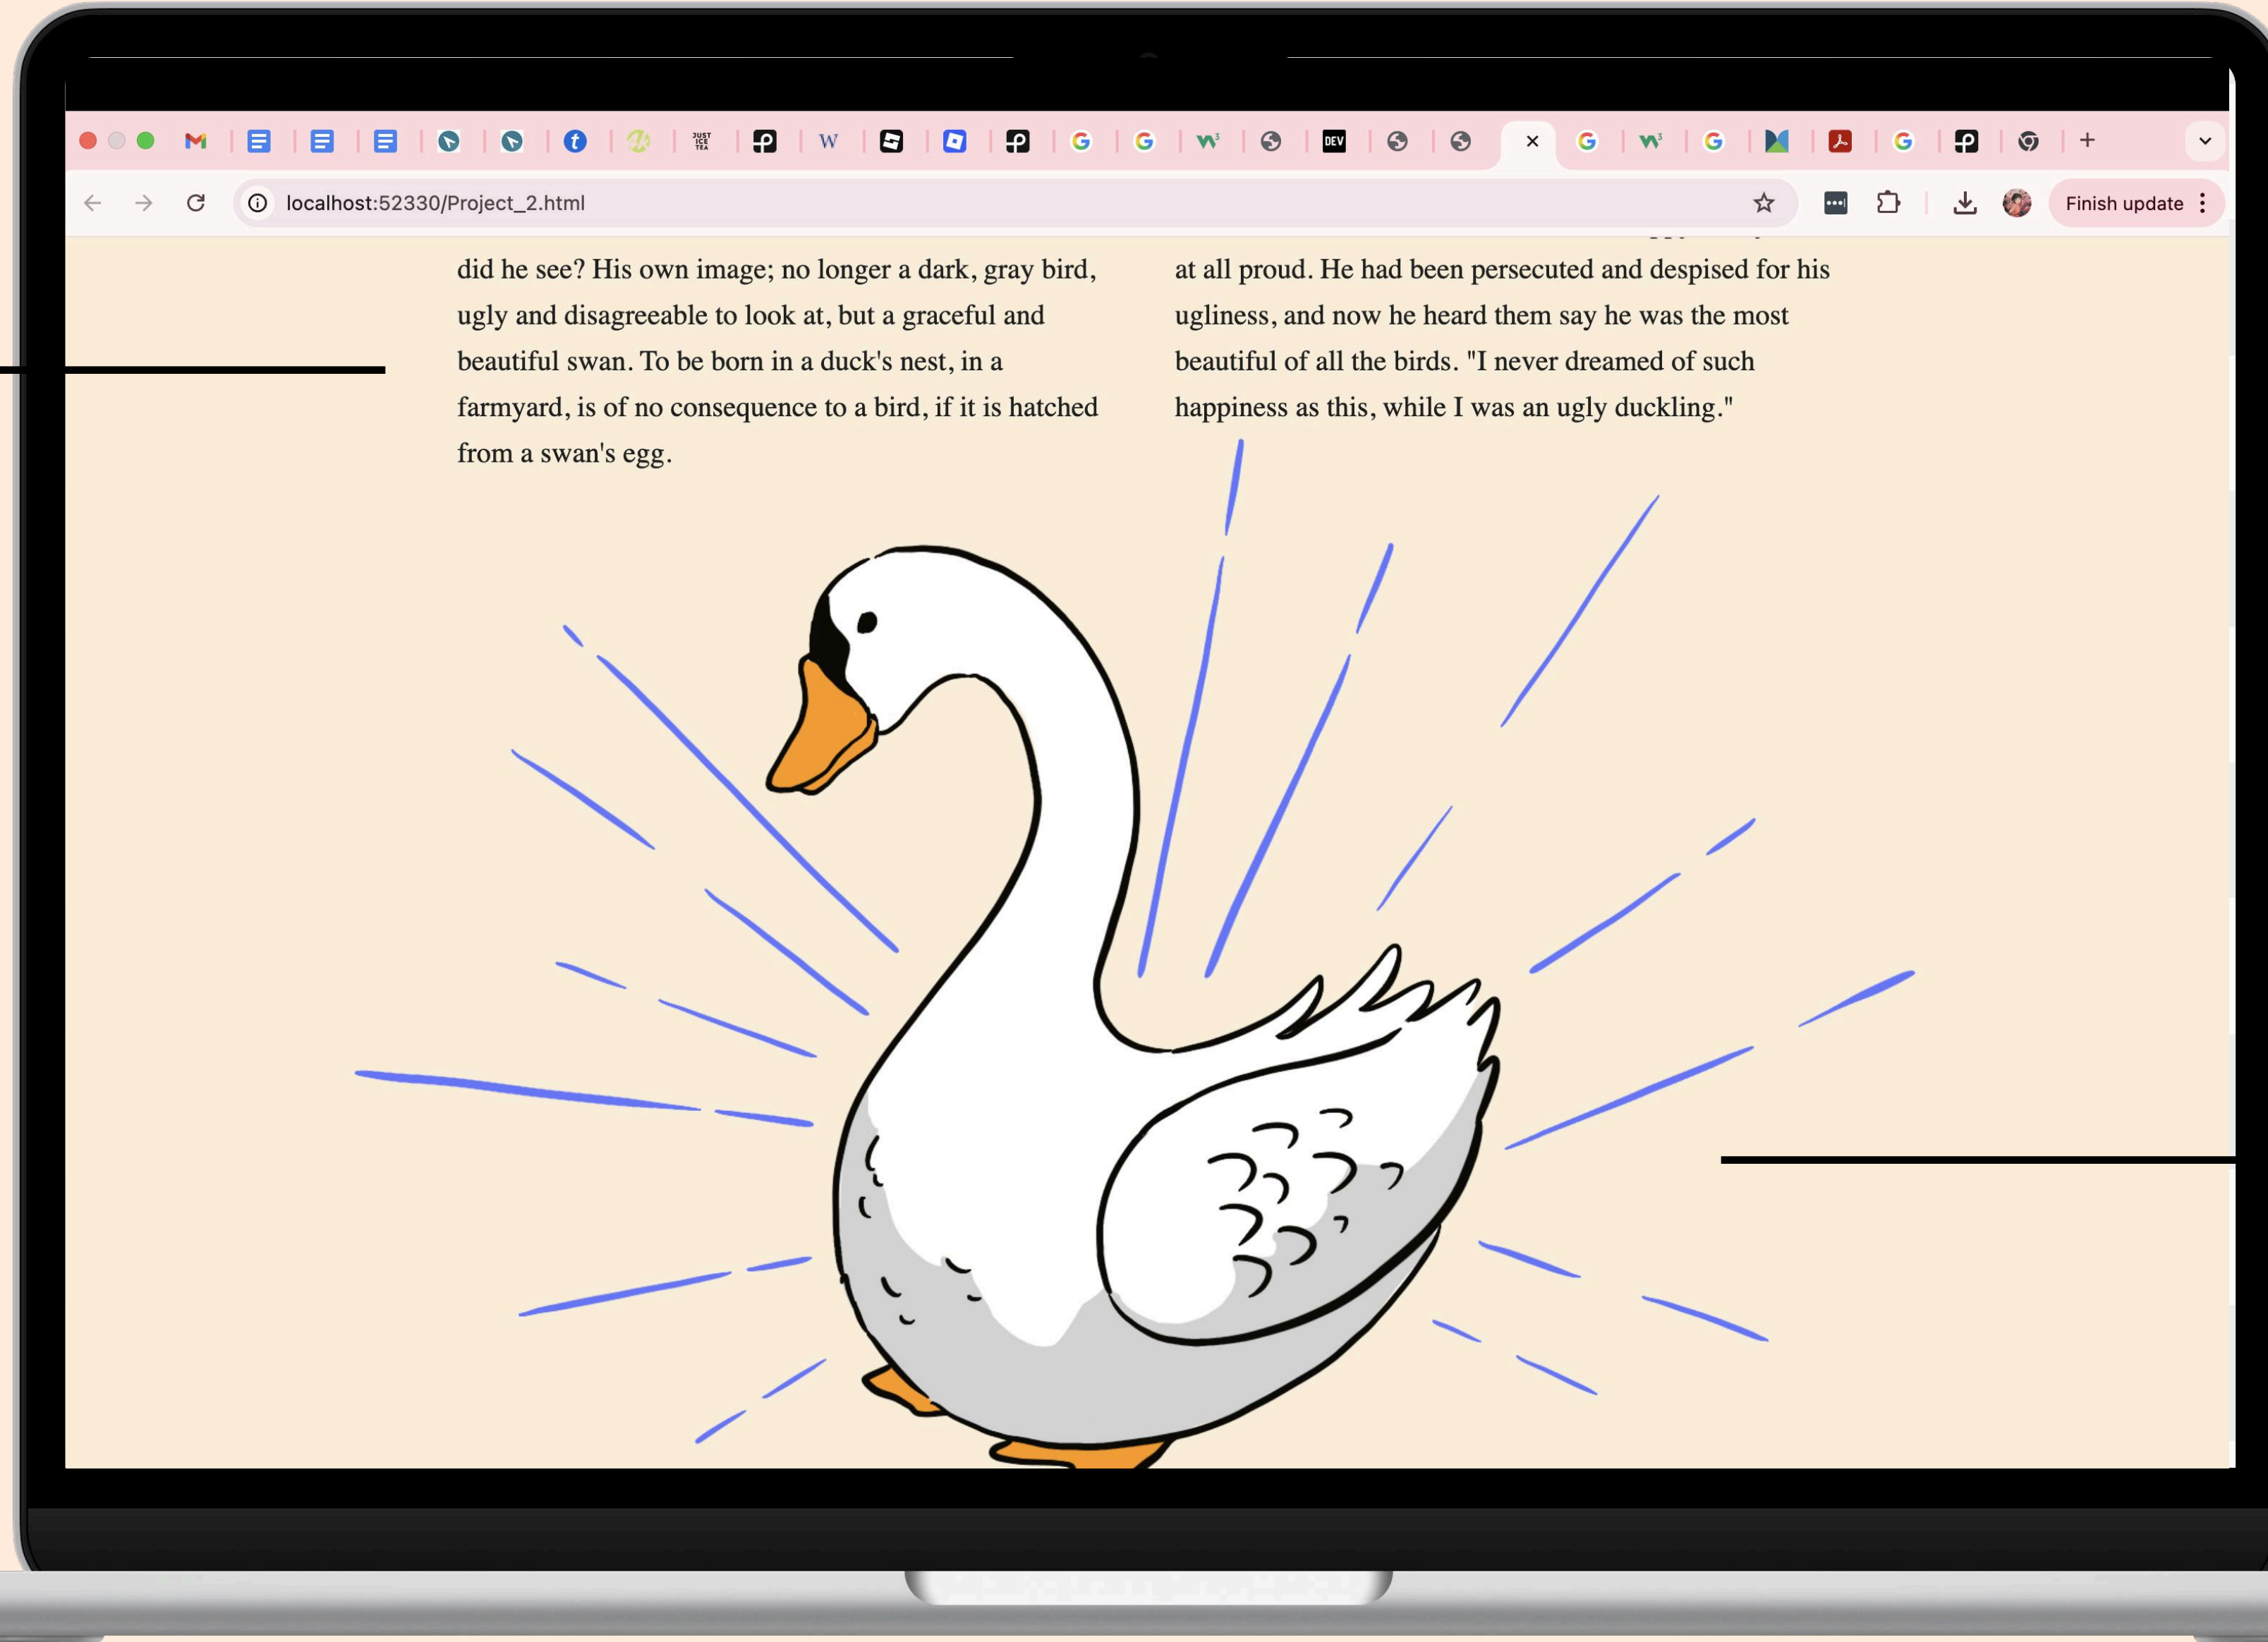 JUST
ICE
TEA
DEV
localhost:52330/Project_2.html
Finish update
did he see? His own image; no longer a dark, gray bird,
ugly and disagreeable to look at, but a graceful and
beautiful swan. To be born in a duck's nest, in a
farmyard, is of no consequence to a bird, if it is hatched
from a swan's egg.
at all proud. He had been persecuted and despised for his
ugliness, and now he heard them say he was the most
beautiful of all the birds. "I never dreamed of such
happiness as this, while I was an ugly duckling."